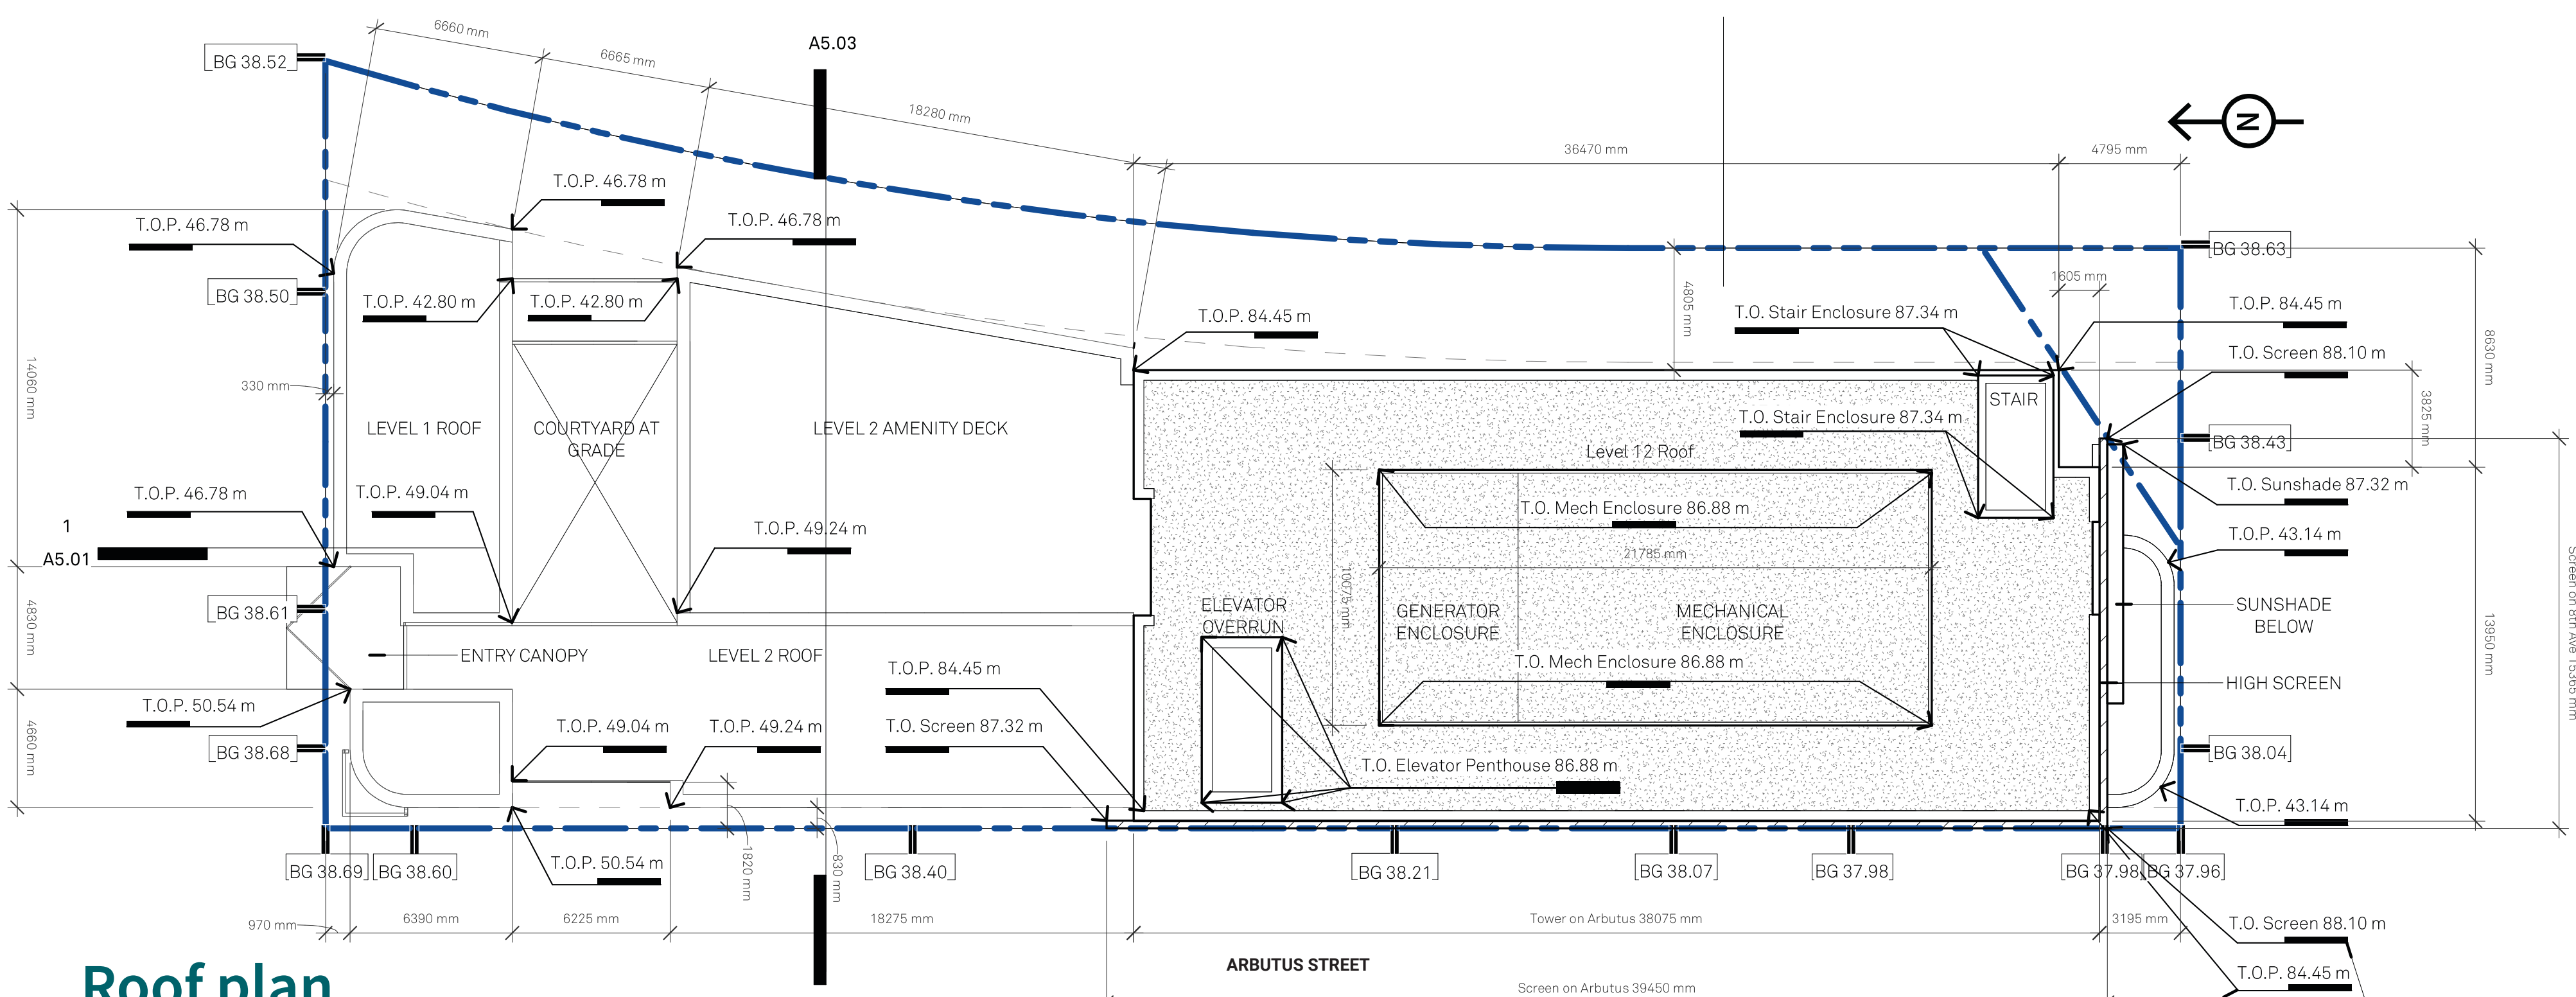 6660 mm
A5.03
BG 38.52
6665 mm
18280 mm
N
36470 mm
4795 mm
T.O.P. 46.78 m
T.O.P. 46.78 m
T.O.P. 46.78 m
BG 38.63
1605 mm
BG 38.50
T.O.P. 42.80 m
T.O.P. 42.80 m
4805 mm
T.O.P. 84.45 m
T.O. Stair Enclosure 87.34 m
T.O.P. 84.45 m
T.O. Screen 88.10 m
8630 mm
14060 mm
330 mm
STAIR
3825 mm
LEVEL 1 ROOF
COURTYARD AT
GRADE
LEVEL 2 AMENITY DECK
T.O. Stair Enclosure 87.34 m
BG 38.43
Level 12 Roof
T.O.P. 46.78 m
T.O.P. 49.04 m
T.O. Sunshade 87.32 m
T.O. Mech Enclosure 86.88 m
1
T.O.P. 49.24 m
T.O.P. 43.14 m
A5.01
21785 mm
10075 mm
BG 38.61
4830 mm
ELEVATOR
OVERRUN
GENERATOR
ENCLOSURE
MECHANICAL
ENCLOSURE
SUNSHADE
BELOW
13950 mm
Screen on 8th Ave 15365 mm
ENTRY CANOPY
LEVEL 2 ROOF
T.O.P. 84.45 m
T.O. Mech Enclosure 86.88 m
HIGH SCREEN
T.O.P. 50.54 m
T.O.P. 49.04 m
T.O.P. 49.24 m
T.O. Screen 87.32 m
BG 38.68
4660 mm
BG 38.04
T.O. Elevator Penthouse 86.88 m
T.O.P. 43.14 m
T.O.P. 50.54 m
1820 mm
830 mm
BG 38.69
BG 38.60
BG 38.40
BG 38.21
BG 38.07
BG 37.98
BG 37.98
BG 37.96
970 mm
6390 mm
6225 mm
18275 mm
Tower on Arbutus 38075 mm
3195 mm
T.O. Screen 88.10 m
ARBUTUS STREET
T.O.P. 84.45 m
Roof plan
Screen on Arbutus 39450 mm